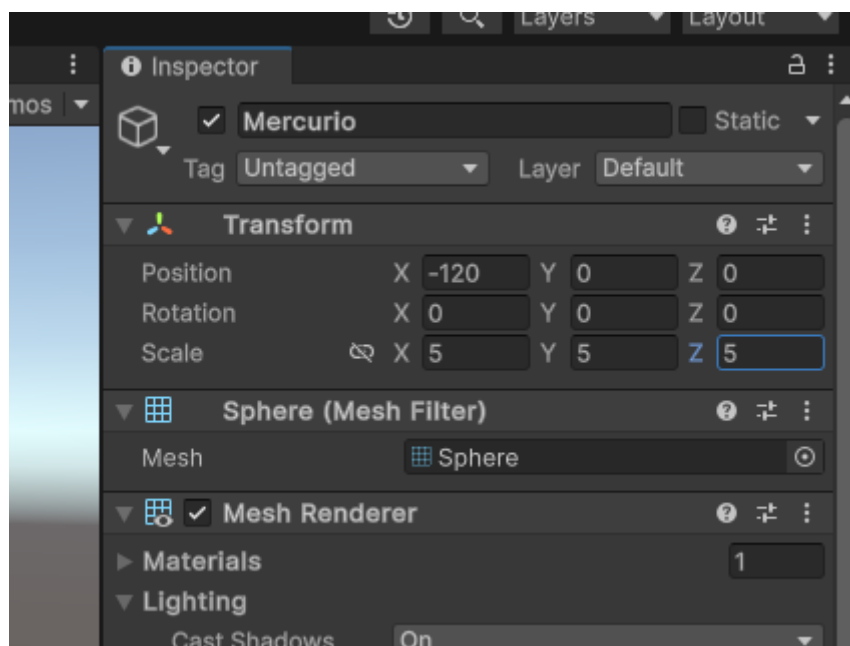 Layers Layout
Inspector
mos
Mercurio Static
Tag Untagged Layer Default
Transform
Position X -120 Y 0 Z 0
Rotation X 0 Y 0 Z 0
Scale X 5 Y 5 Z 5
Sphere (Mesh Filter)
Mesh Sphere
Mesh Renderer
Materials 1
Lighting
Cast Shadows On